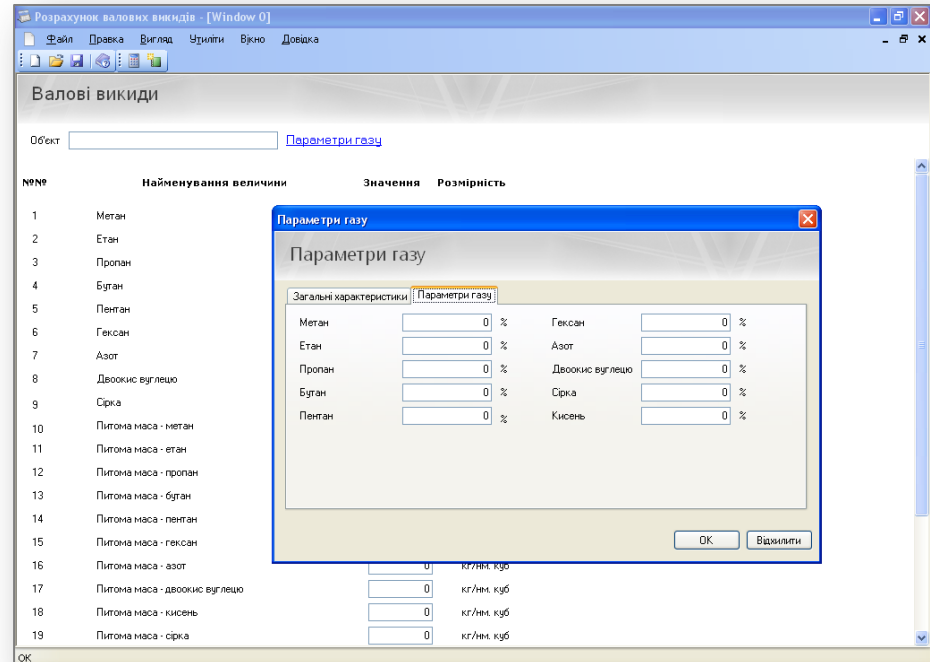 Розрахунок валових викидів - [Window 0]
Файл Правка Вигляд Утиліти Вікно Довідка
Валові викиди
Об'єкт Параметри газу
№№ Найменування величини Значення Розмірність
1 Метан
2 Етан
3 Пропан
4 Бутан
5 Пентан
6 Гексан
7 Азот
8 Двоокис вуглецю
9 Сірка
10 Питома маса - метан
11 Питома маса - етан
12 Питома маса - пропан
13 Питома маса - бутан
14 Питома маса - пентан
15 Питома маса - гексан
16 Питома маса - азот 0 кг/нм. куб
17 Питома маса - двоокис вуглецю 0 кг/нм. куб
18 Питома маса - кисень 0 кг/нм. куб
19 Питома маса - сірка 0 кг/нм. куб
Параметри газу
Параметри газу
Загальні характеристики Параметри газу
Метан 0 % Гексан 0 %
Етан 0 % Азот 0 %
Пропан 0 % Двоокис вуглецю 0 %
Бутан 0 % Сірка 0 %
Пентан 0 % Кисень 0 %
OK Відхилити
OK